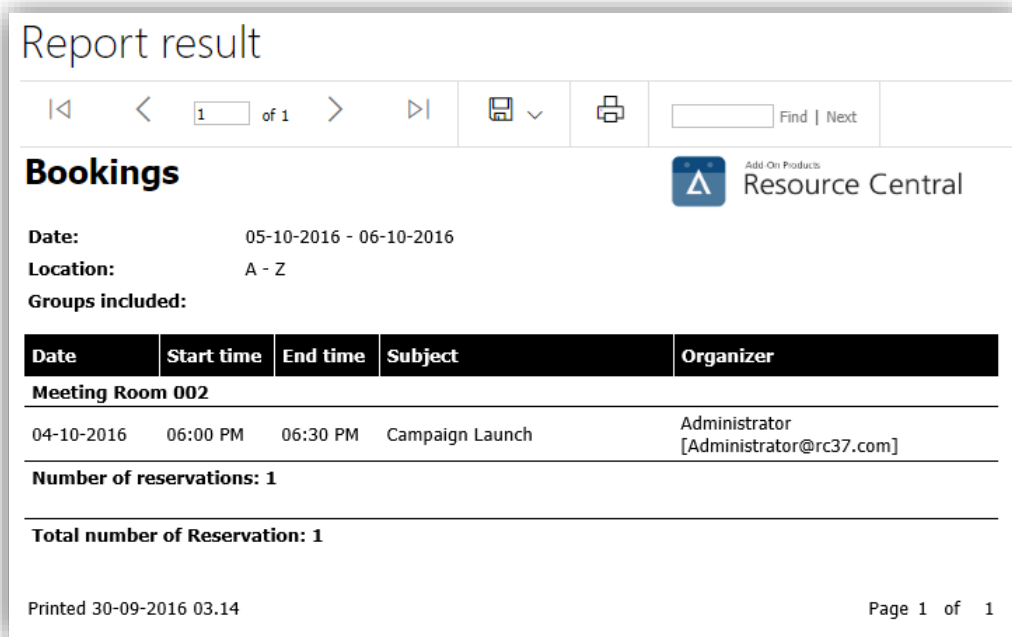 Report result
1 of 1 Find | Next
Bookings
Add-On Products
Resource Central
Date: 05-10-2016 - 06-10-2016
Location: A - Z
Groups included:
Date Start time End time Subject Organizer
Meeting Room 002
04-10-2016 06:00 PM 06:30 PM Campaign Launch Administrator
[Administrator@rc37.com]
Number of reservations: 1
Total number of Reservation: 1
Printed 30-09-2016 03.14 Page 1 of 1